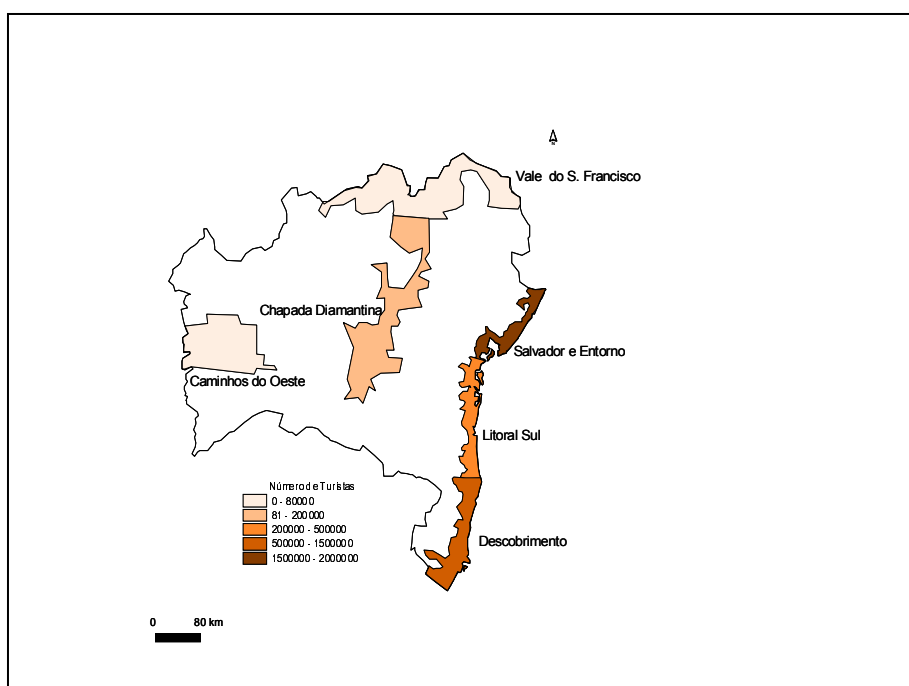 N
Vale do S. Francisco
Chapada Diamantina
Salvador e Entorno
Caminhos do Oeste
Litoral Sul
Número de Turistas
0 - 80000
81 - 200000
200000 - 500000
500000 - 1500000
1500000 - 2000000
Descobrimento
0 80 km